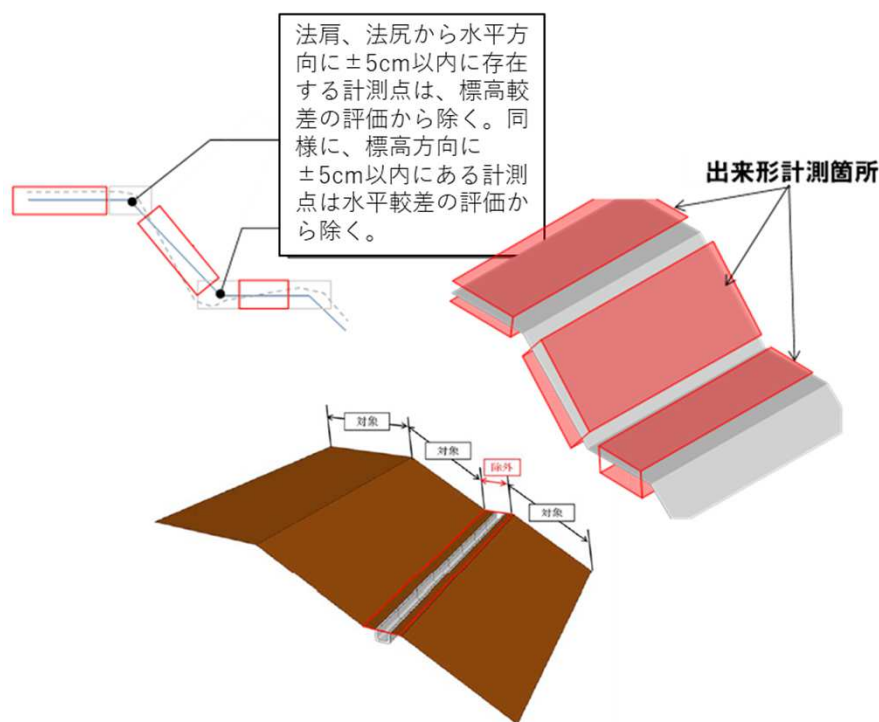 法肩、法尻から水平方
向に±5cm以内に存在
する計測点は、標高較
差の評価から除く。同
様に、標高方向に
±5cm以内にある計測
点は水平較差の評価か
ら除く。
出来形計測箇所
対象
対象
除外
対象